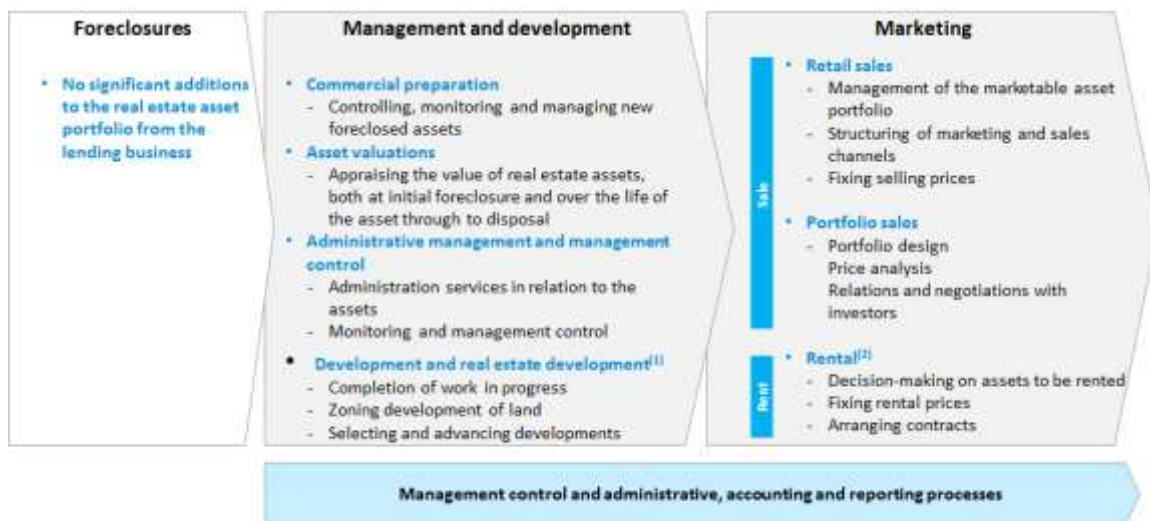 Foreclosures
• No significant additions
to the real estate asset
portfolio from the
lending business
Management and development
• Commercial preparation
- Controlling, monitoring and managing new
foreclosed assets
• Asset valuations
- Appraising the value of real estate assets,
both at initial foreclosure and over the life of
the asset through to disposal
• Administrative management and management
control
- Administration services in relation to the
assets
- Monitoring and management control
• Development and real estate development(1)
- Completion of work in progress
- Zoning development of land
- Selecting and advancing developments
Marketing
Sale
• Retail sales
- Management of the marketable asset
portfolio
- Structuring of marketing and sales
channels
- Fixing selling prices
• Portfolio sales
- Portfolio design
Price analysis
Relations and negotiations with
investors
Rent
• Rental(2)
- Decision-making on assets to be rented
- Fixing rental prices
- Arranging contracts
Management control and administrative, accounting and reporting processes